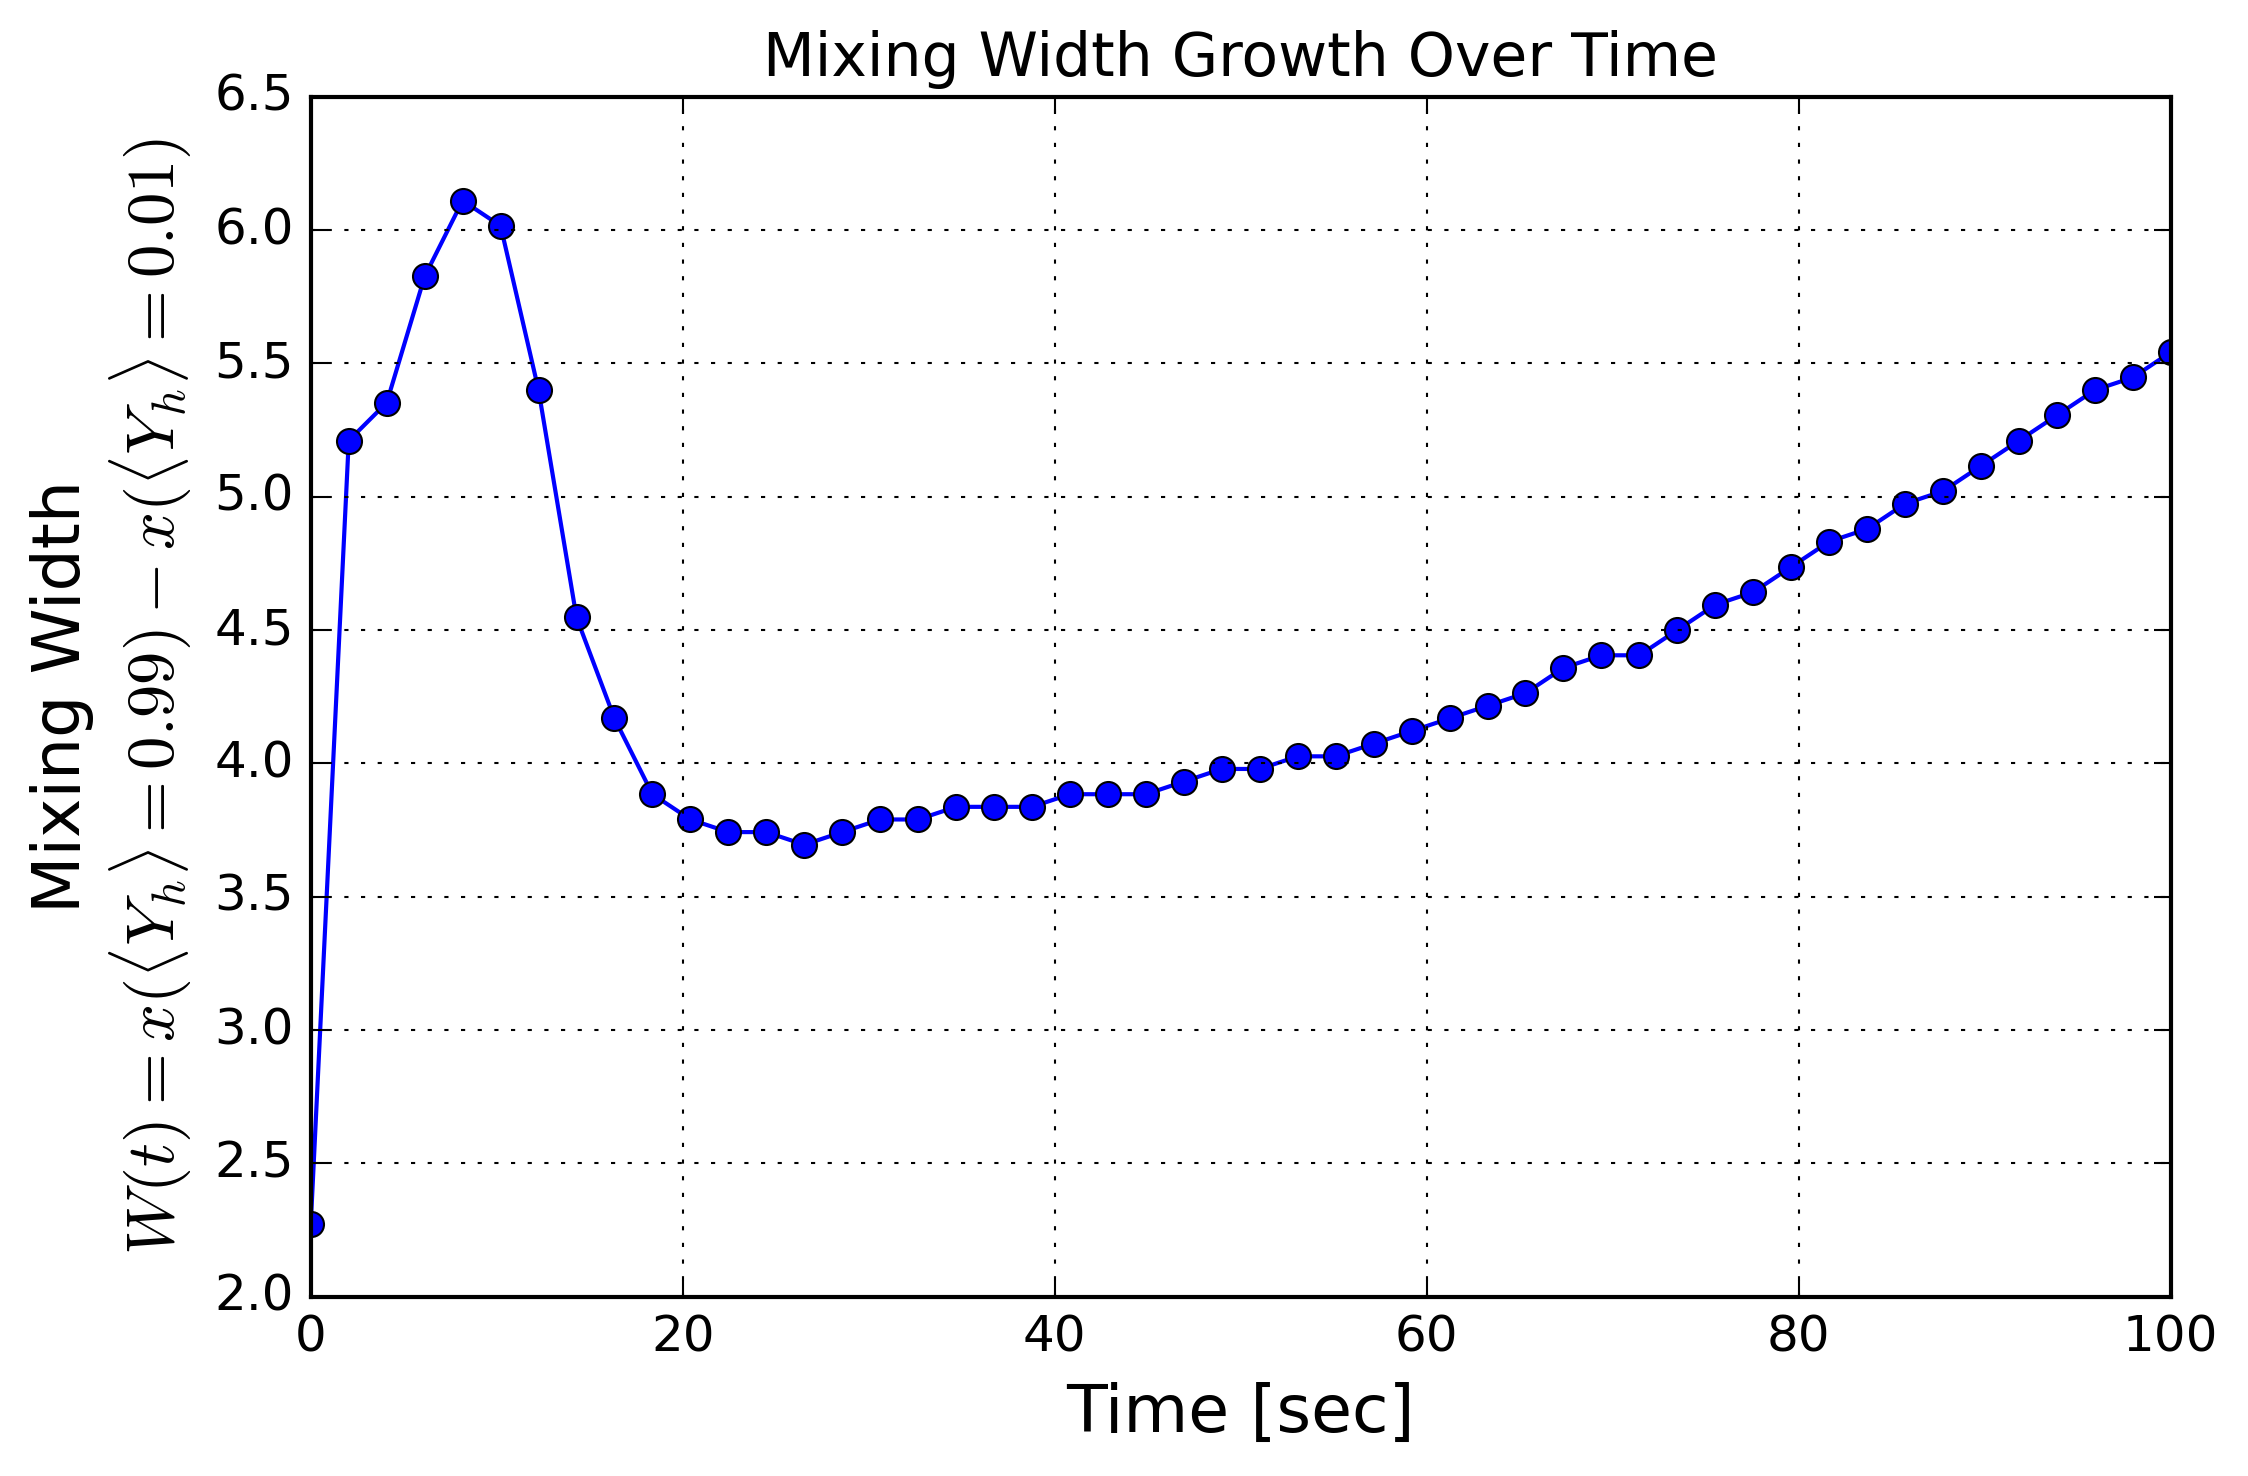 Mixing Width Growth Over Time
Mixing Width
W(t) = x(⟨Y_h⟩ = 0.99) − x(⟨Y_h⟩ = 0.01)
6.5
6.0
5.5
5.0
4.5
4.0
3.5
3.0
2.5
2.0
0 20 40 60 80 100
Time [sec]